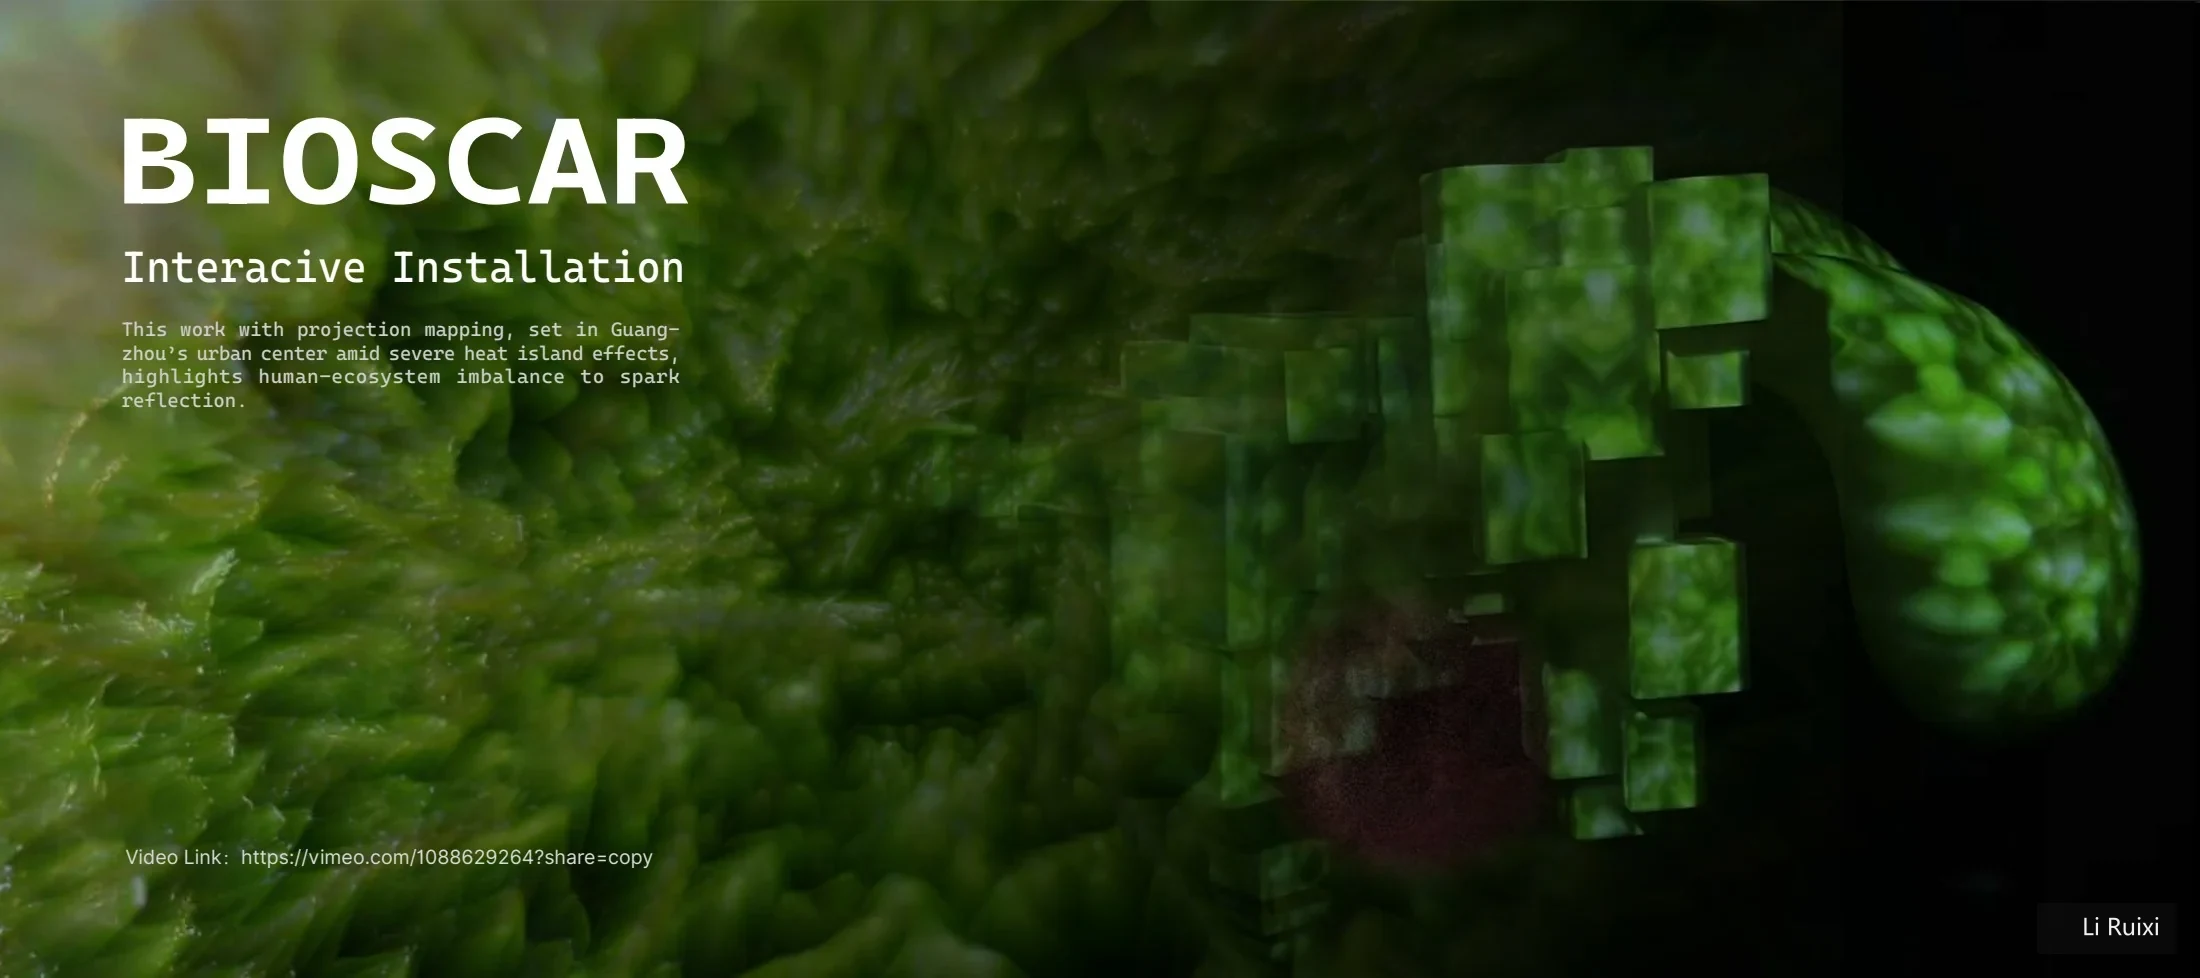 BIOSCAR
Interacive Installation
This work with projection mapping, set in Guang-
zhou's urban center amid severe heat island effects,
highlights human-ecosystem imbalance to spark
reflection.
Video Link: https://vimeo.com/1088629264?share=copy
Li Ruixi